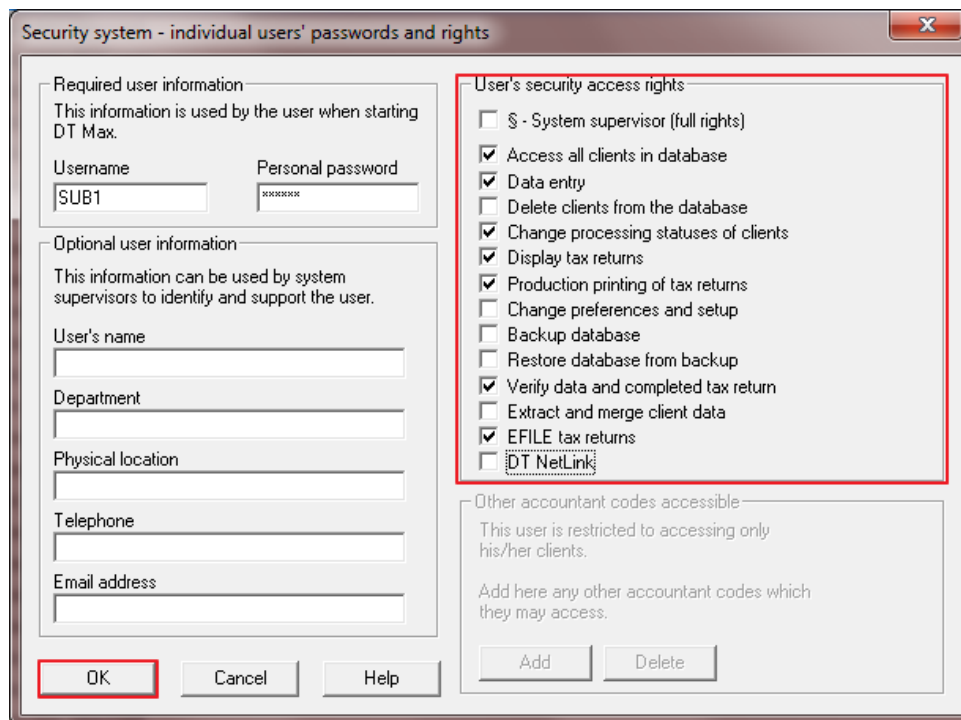 Security system - individual users' passwords and rights
Required user information
This information is used by the user when starting
DT Max.
Username
Personal password
SUB1
******
Optional user information
This information can be used by system
supervisors to identify and support the user.
User's name
Department
Physical location
Telephone
Email address
OK
Cancel
Help
User's security access rights
§ - System supervisor (full rights)
Access all clients in database
Data entry
Delete clients from the database
Change processing statuses of clients
Display tax returns
Production printing of tax returns
Change preferences and setup
Backup database
Restore database from backup
Verify data and completed tax return
Extract and merge client data
EFILE tax returns
DT NetLink
Other accountant codes accessible
This user is restricted to accessing only
his/her clients.
Add here any other accountant codes which
they may access.
Add
Delete